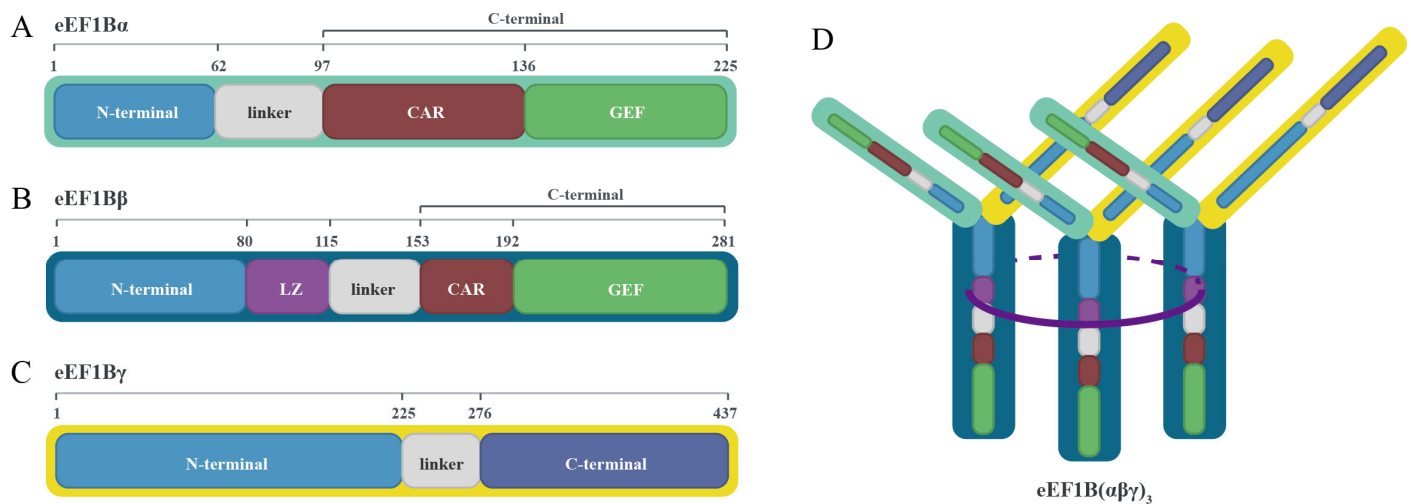 A
eEF1Bα
C-terminal
1 62 97 136 225
N-terminal linker CAR GEF
B
eEF1Bβ
C-terminal
1 80 115 153 192 281
N-terminal LZ linker CAR GEF
C
eEF1Bγ
1 225 276 437
N-terminal linker C-terminal
D
eEF1B(αβγ)₃